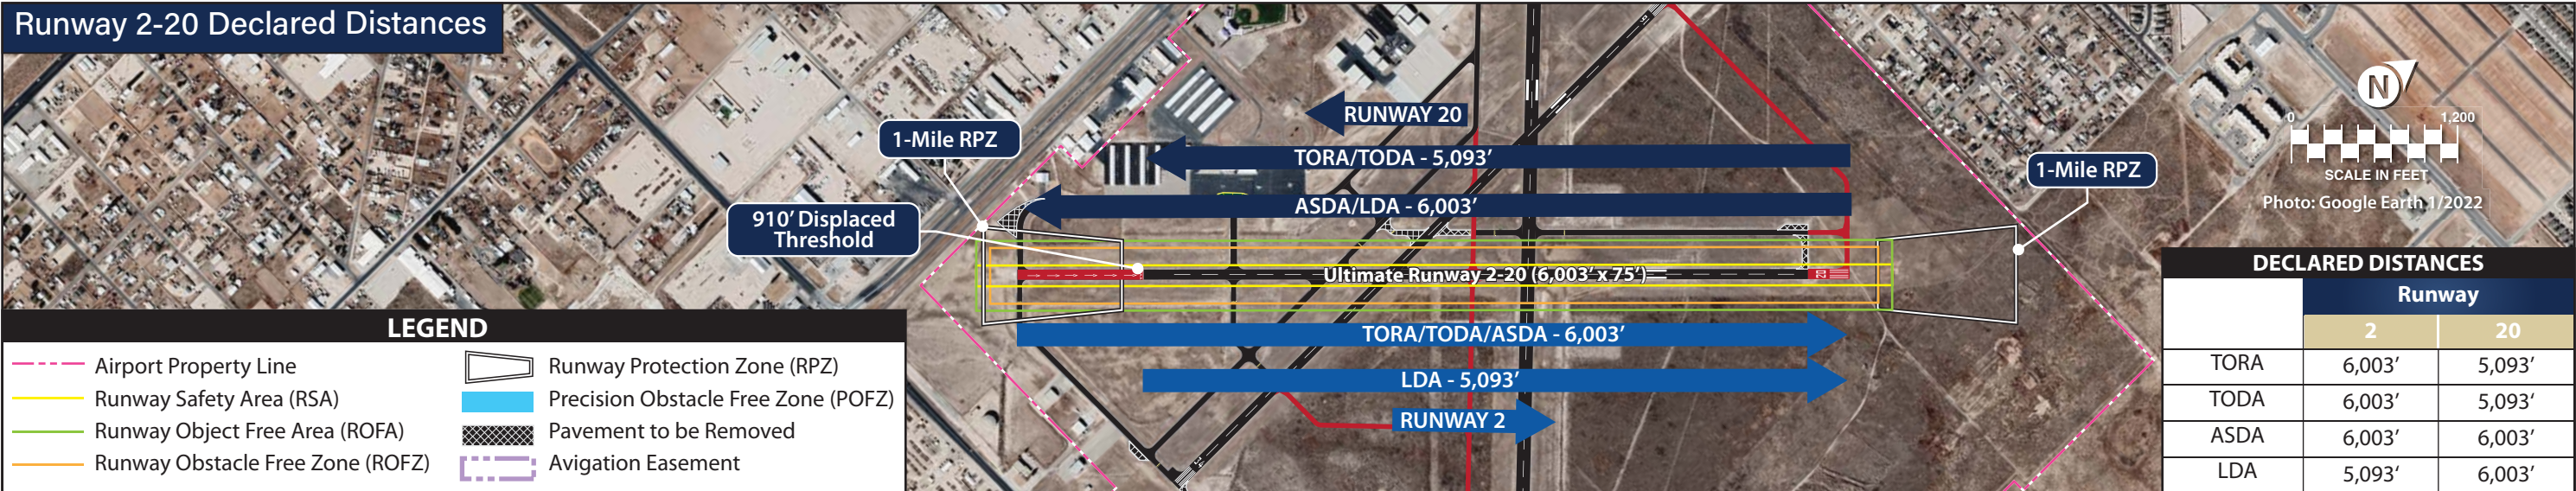 Runway 2-20 Declared Distances
N
0 1,200
SCALE IN FEET
Photo: Google Earth 1/2022
1-Mile RPZ
1-Mile RPZ
910’ Displaced
Threshold
RUNWAY 20
TORA/TODA - 5,093’
ASDA/LDA - 6,003’
Ultimate Runway 2-20 (6,003’ x 75’)
20
TORA/TODA/ASDA - 6,003’
LDA - 5,093’
RUNWAY 2
LEGEND
Airport Property Line
Runway Safety Area (RSA)
Runway Object Free Area (ROFA)
Runway Obstacle Free Zone (ROFZ)
Runway Protection Zone (RPZ)
Precision Obstacle Free Zone (POFZ)
Pavement to be Removed
Avigation Easement
DECLARED DISTANCES
Runway
2 20
TORA 6,003’ 5,093’
TODA 6,003’ 5,093’
ASDA 6,003’ 6,003’
LDA 5,093‘ 6,003’